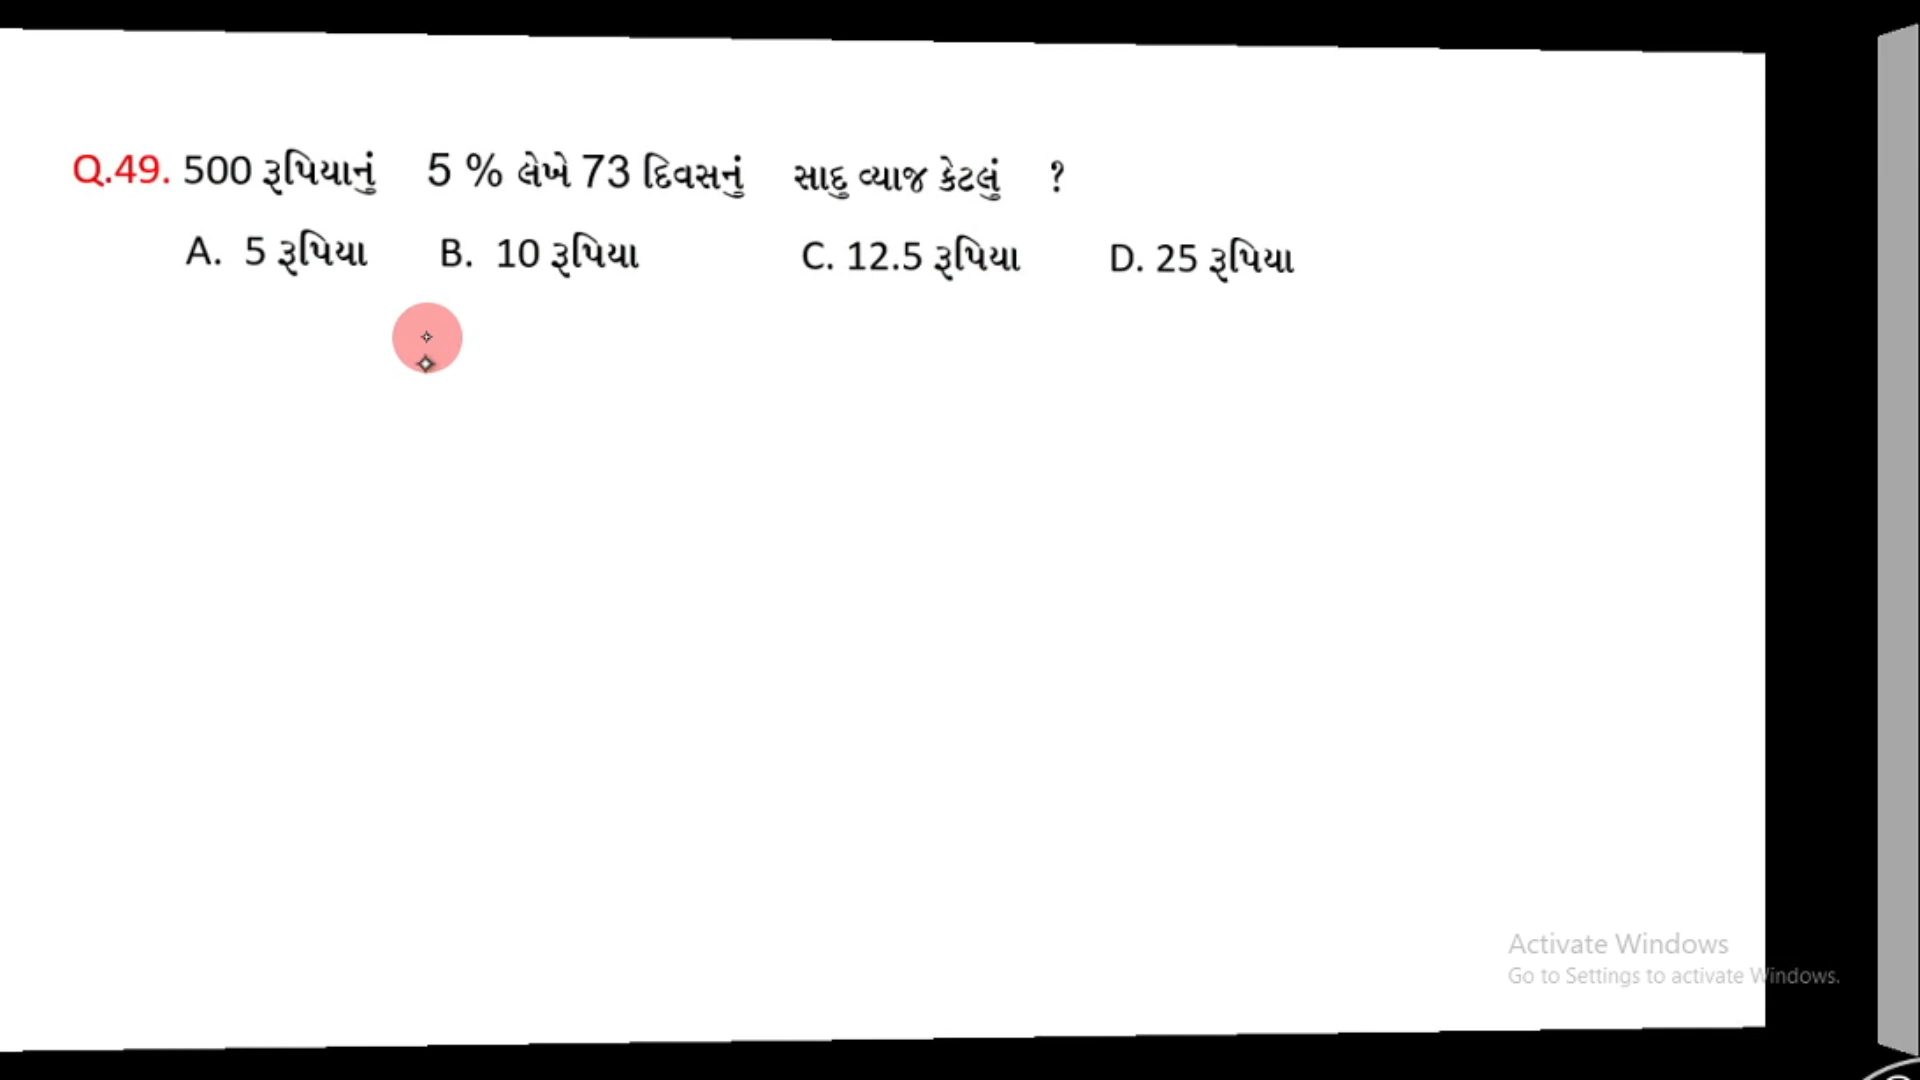 Q.49. 500 રૂપિયાનું 5 % લેખે 73 દિવસનું સાદુ વ્યાજ કેટલું ?
A. 5 રૂપિયા B. 10 રૂપિયા C. 12.5 રૂપિયા D. 25 રૂપિયા
Activate Windows
Go to Settings to activate Windows.